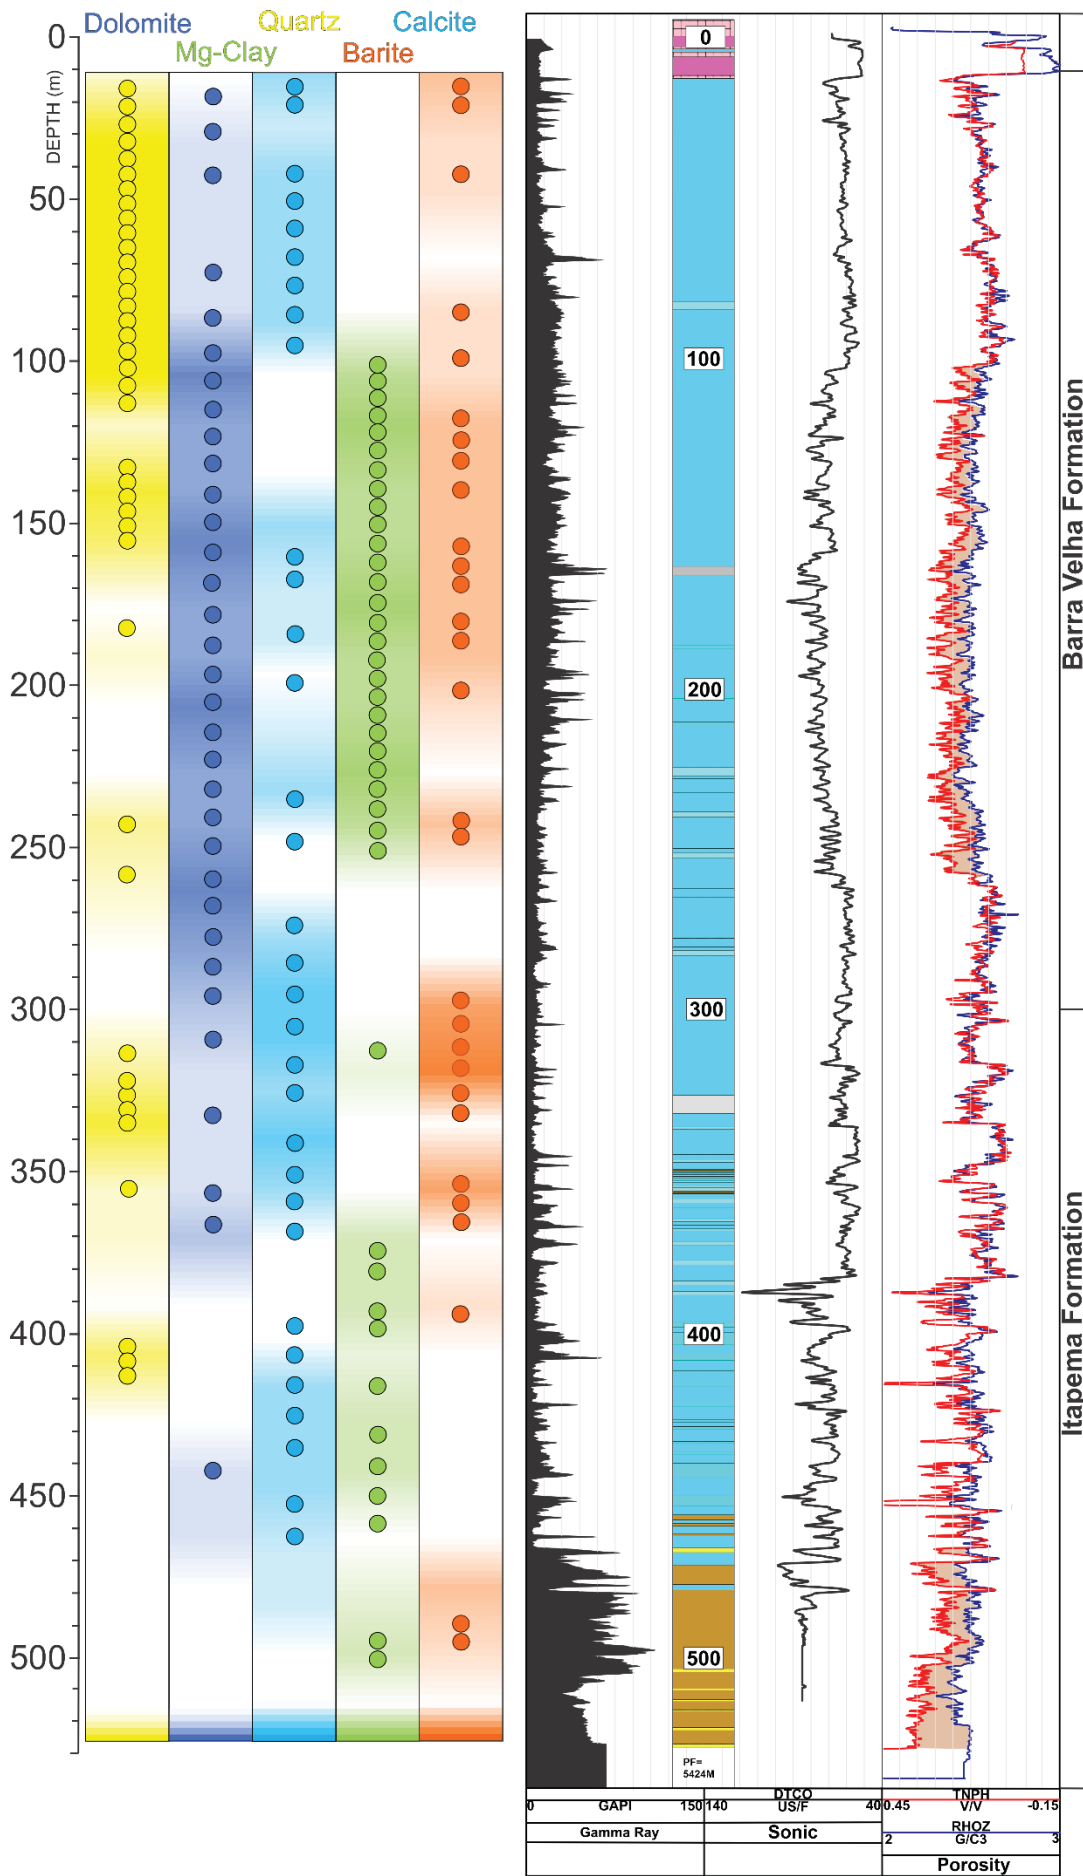 Dolomite
Quartz
Calcite
Mg-Clay
Barite
DEPTH (m)
0
50
100
150
200
250
300
350
400
450
500
0
100
200
300
400
500
PF=
5424M
Barra Velha Formation
Itapema Formation
0 GAPI 150
Gamma Ray
DTCO
140 US/F 40
Sonic
TNPH
0.45 V/V -0.15
RHOZ
2 G/C3 3
Porosity